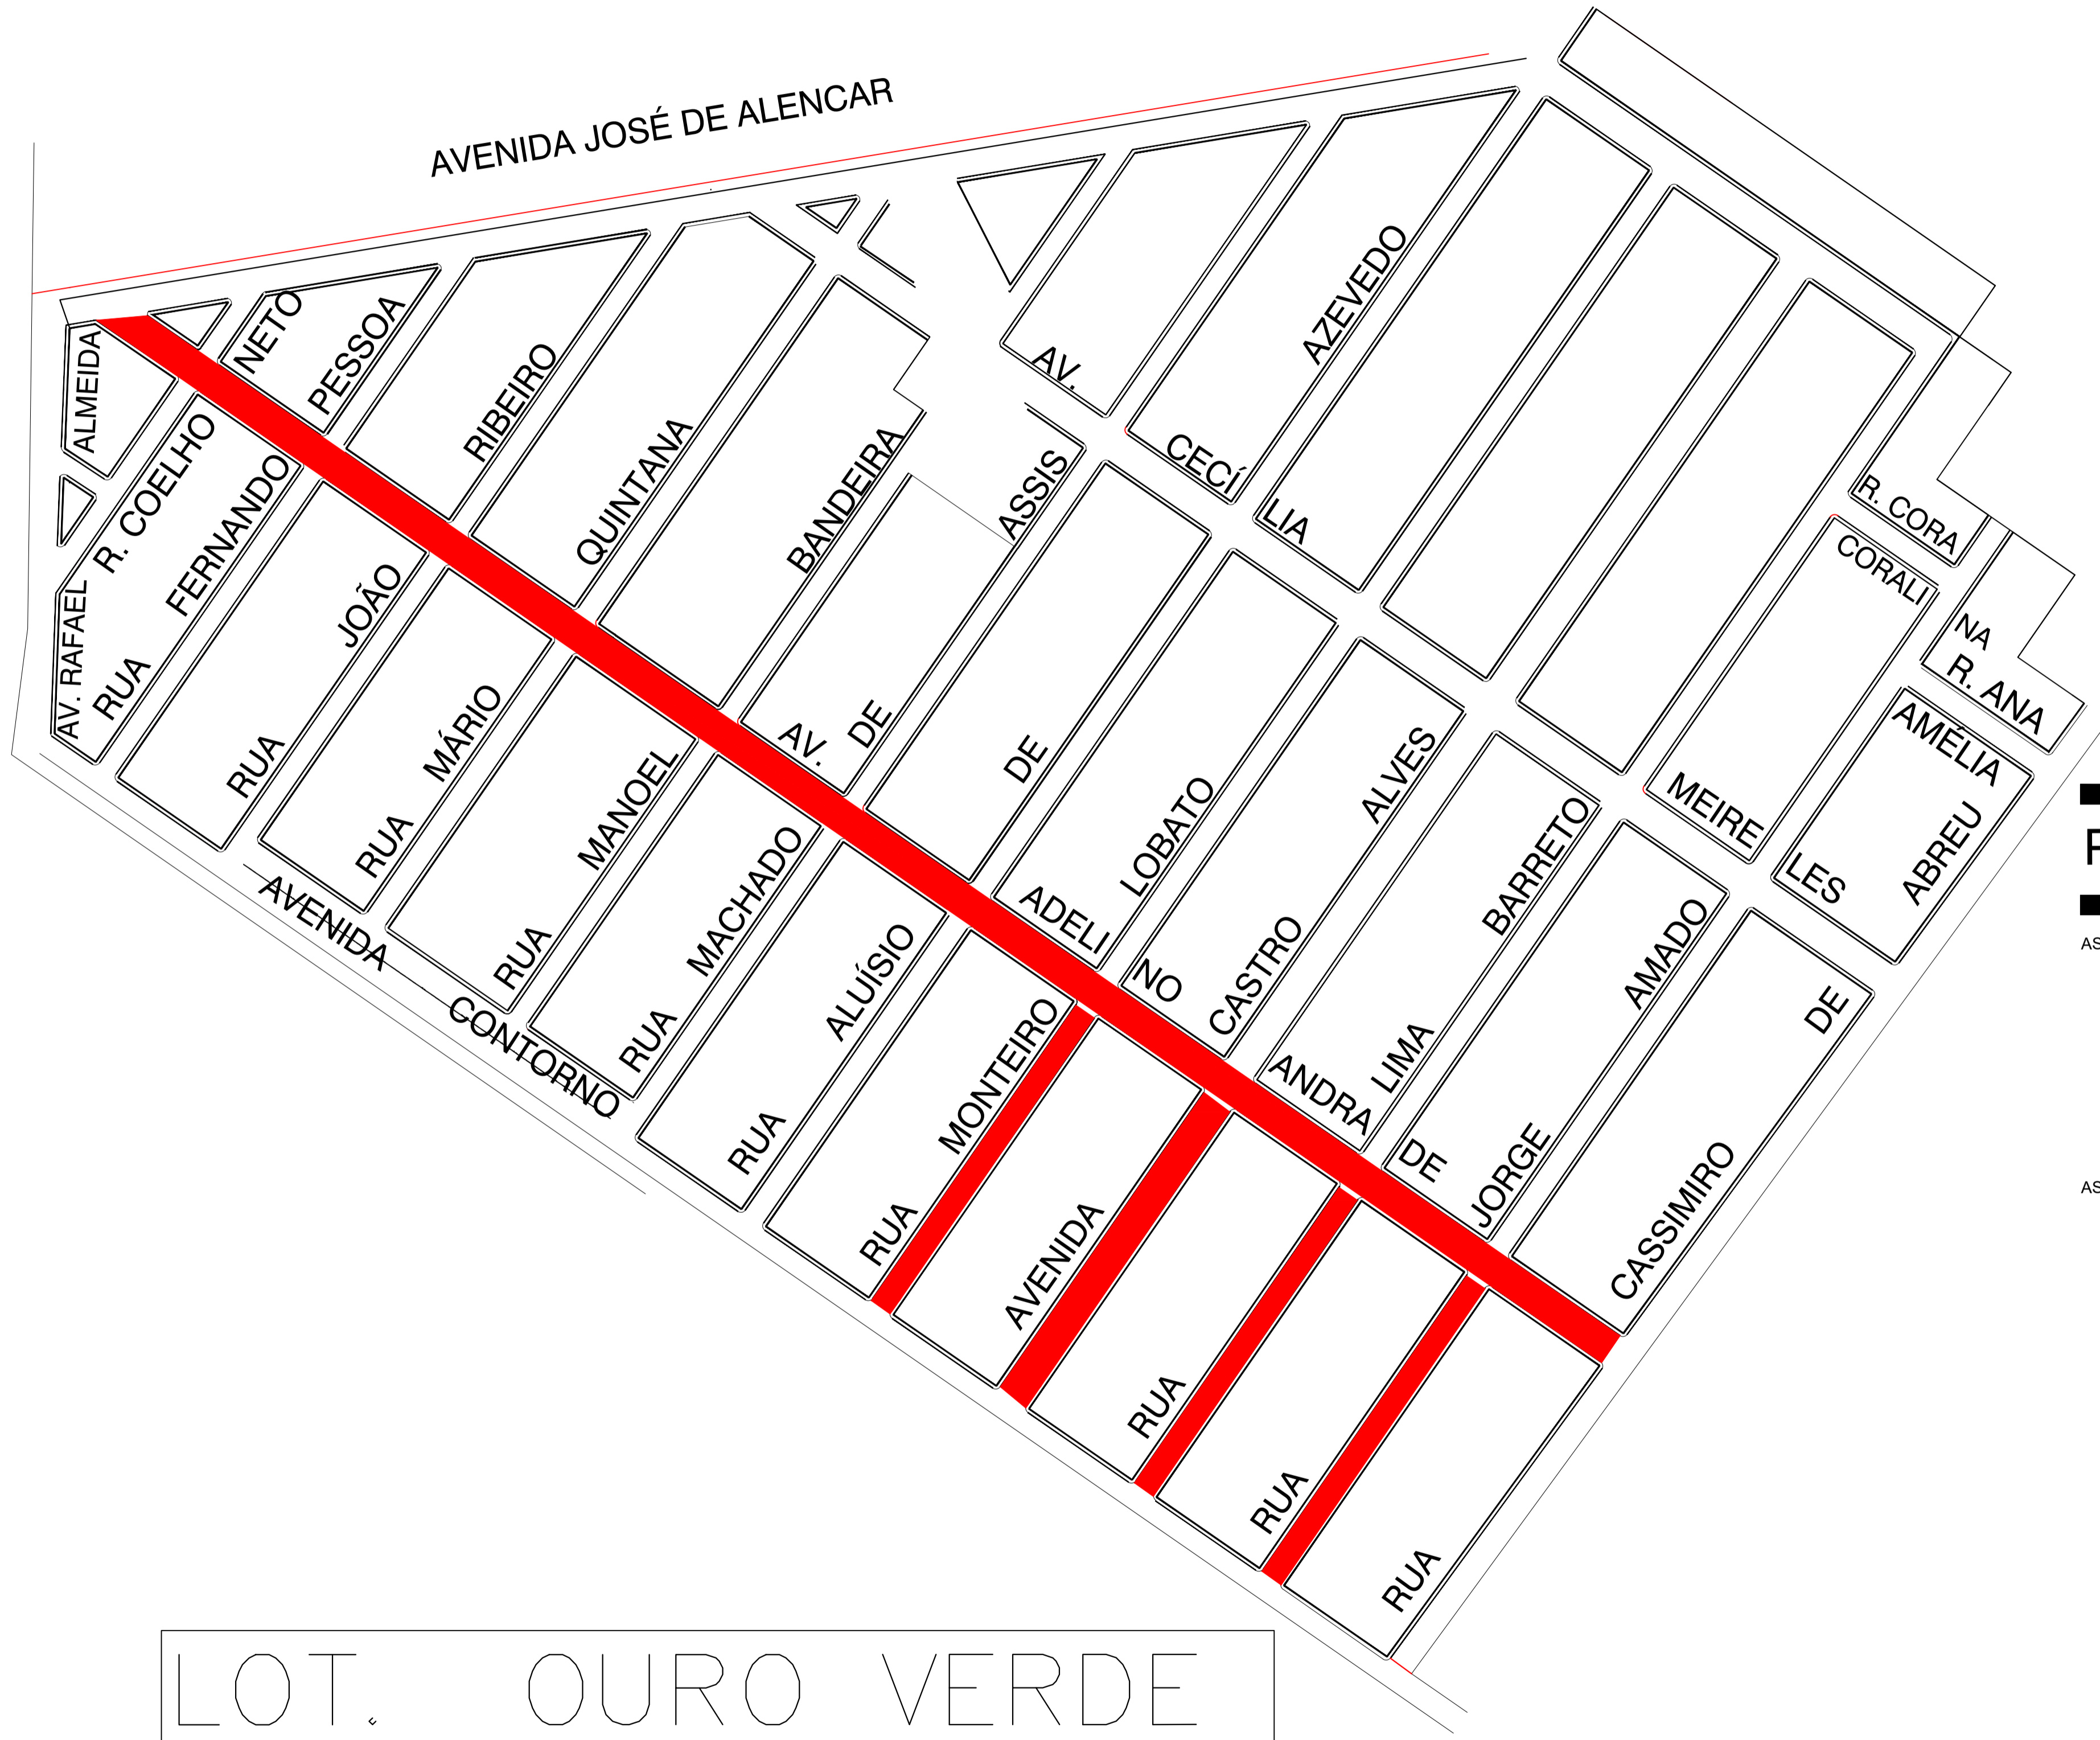 AVENIDA JOSÉ DE ALENCAR
AV. RAFAEL ALMEIDA
R. COELHO NETO
RUA FERNANDO PESSOA
RUA JOÃO RIBEIRO
RUA MÁRIO QUINTANA
RUA MANOEL BANDEIRA
RUA MACHADO DE ASSIS
RUA ALUÍSIO DE AZEVEDO
RUA MONTEIRO LOBATO
AVENIDA CASTRO ALVES
RUA LIMA BARRETO
RUA JORGE AMADO
RUA CASSIMIRO DE ABREU
AV. CECÍ LIA MEIRE LES
AV. ADELI NO ANDRA DE
R. CORA CORALI NA
R. ANA AMÉLIA
AVENIDA CONTORNO
LOT. OURO VERDE
AS
AS